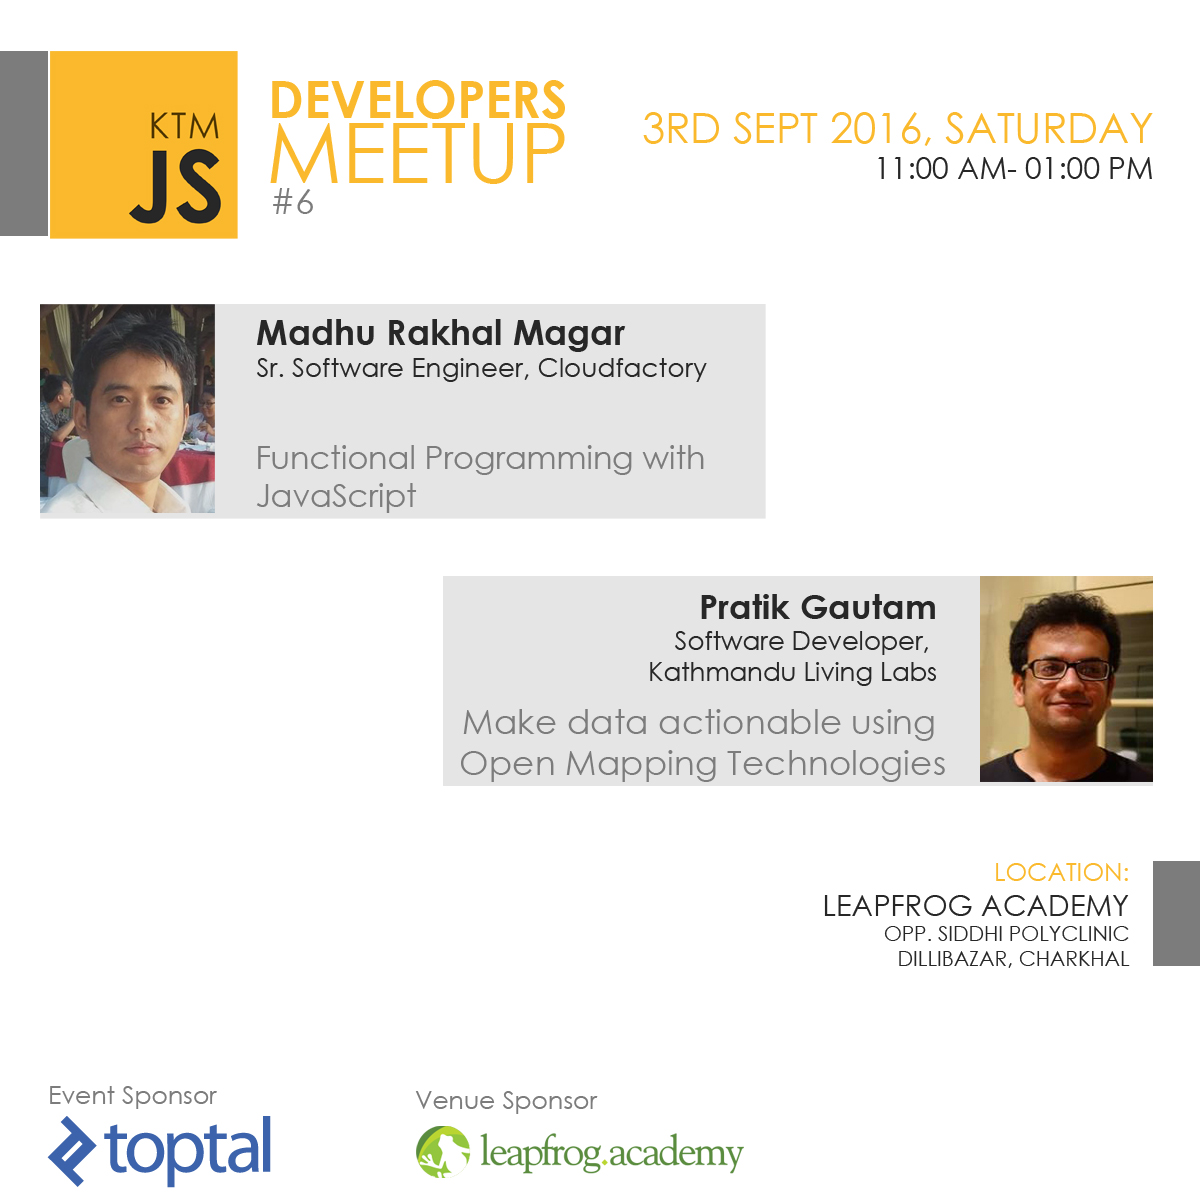 KTM
JS
DEVELOPERS
MEETUP
#6
3RD SEPT 2016, SATURDAY
11:00 AM- 01:00 PM
Madhu Rakhal Magar
Sr. Software Engineer, Cloudfactory
Functional Programming with
JavaScript
Pratik Gautam
Software Developer,
Kathmandu Living Labs
Make data actionable using
Open Mapping Technologies
LOCATION:
LEAPFROG ACADEMY
OPP. SIDDHI POLYCLINIC
DILLIBAZAR, CHARKHAL
Event Sponsor
toptal
Venue Sponsor
leapfrog.academy